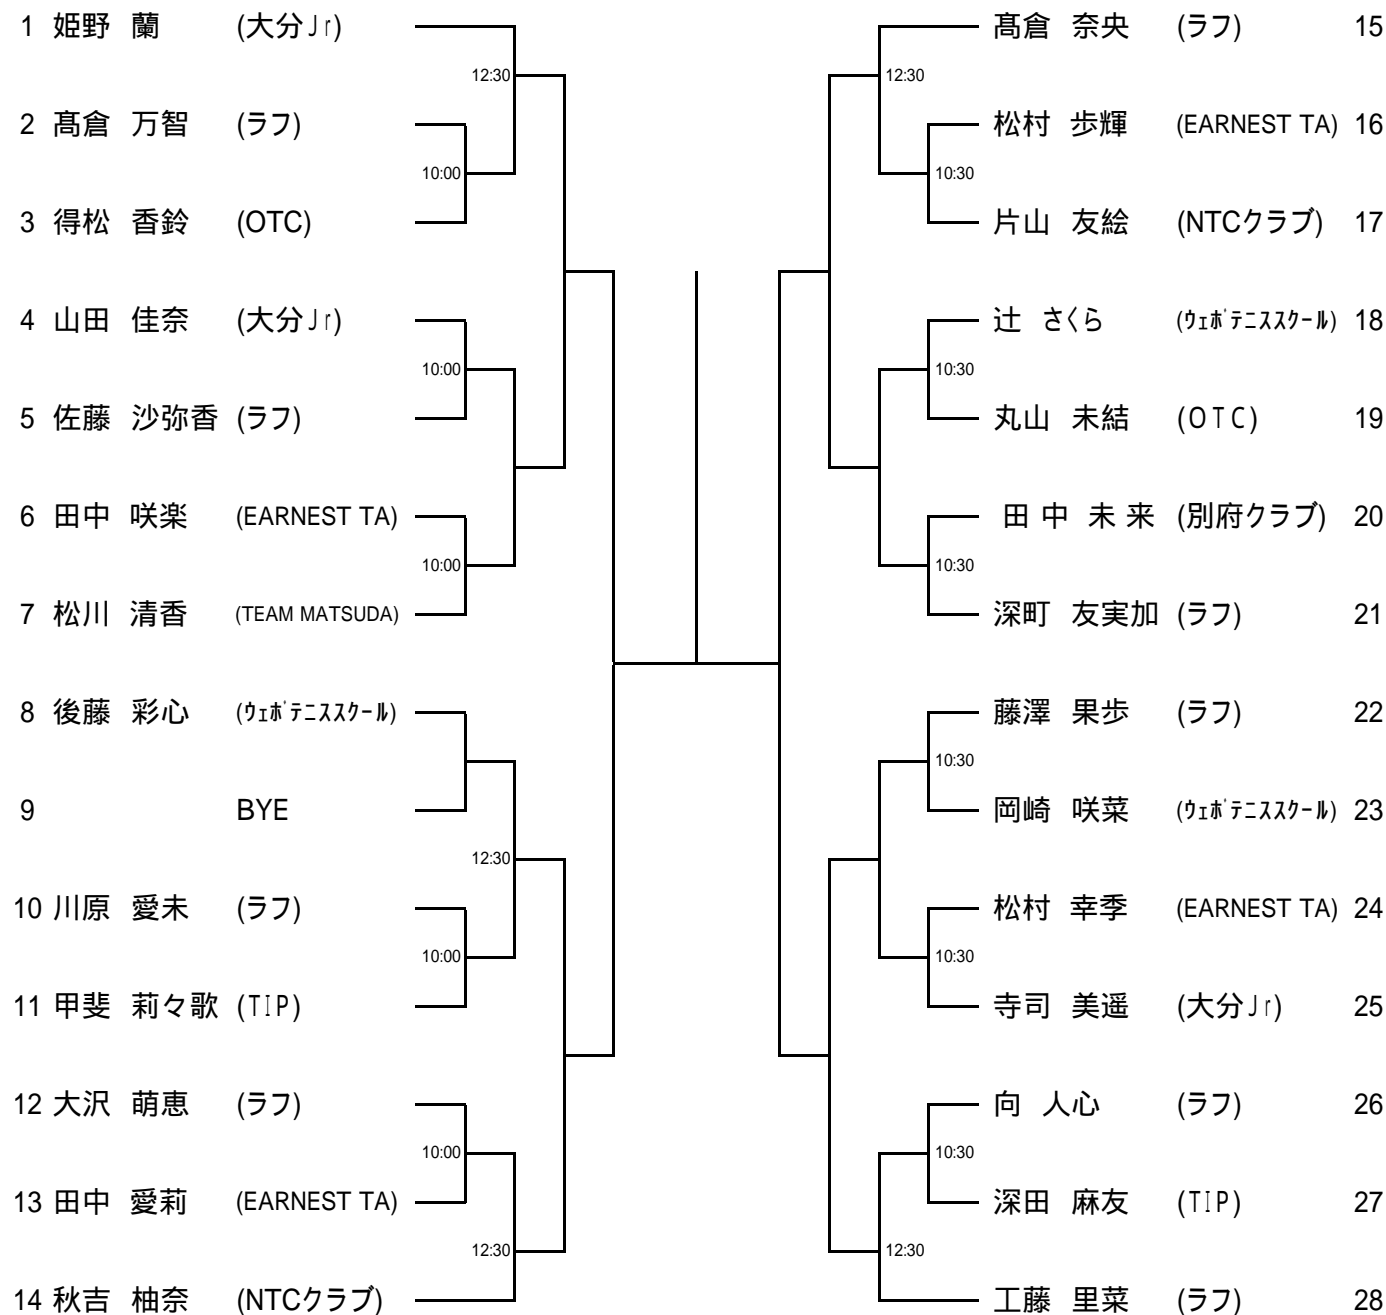 1 姫野 蘭 (大分Jr)
12:30
2 髙倉 万智 (ラフ)
10:00
3 得松 香鈴 (OTC)
4 山田 佳奈 (大分Jr)
10:00
5 佐藤 沙弥香 (ラフ)
6 田中 咲楽 (EARNEST TA)
10:00
7 松川 清香 (TEAM MATSUDA)
8 後藤 彩心 (ｳｪﾎﾞﾃﾆｽｽｸｰﾙ)
9 BYE
12:30
10 川原 愛未 (ラフ)
10:00
11 甲斐 莉々歌 (TIP)
12 大沢 萌恵 (ラフ)
10:00
13 田中 愛莉 (EARNEST TA)
12:30
14 秋吉 柚奈 (NTCクラブ)
髙倉 奈央 (ラフ) 15
12:30
松村 歩輝 (EARNEST TA) 16
10:30
片山 友絵 (NTCクラブ) 17
辻 さくら (ｳｪﾎﾞﾃﾆｽｽｸｰﾙ) 18
10:30
丸山 未結 (OTC) 19
田中 未来 (別府クラブ) 20
10:30
深町 友実加 (ラフ) 21
藤澤 果歩 (ラフ) 22
10:30
岡崎 咲菜 (ｳｪﾎﾞﾃﾆｽｽｸｰﾙ) 23
松村 幸季 (EARNEST TA) 24
10:30
寺司 美遥 (大分Jr) 25
向 人心 (ラフ) 26
10:30
深田 麻友 (TIP) 27
12:30
工藤 里菜 (ラフ) 28